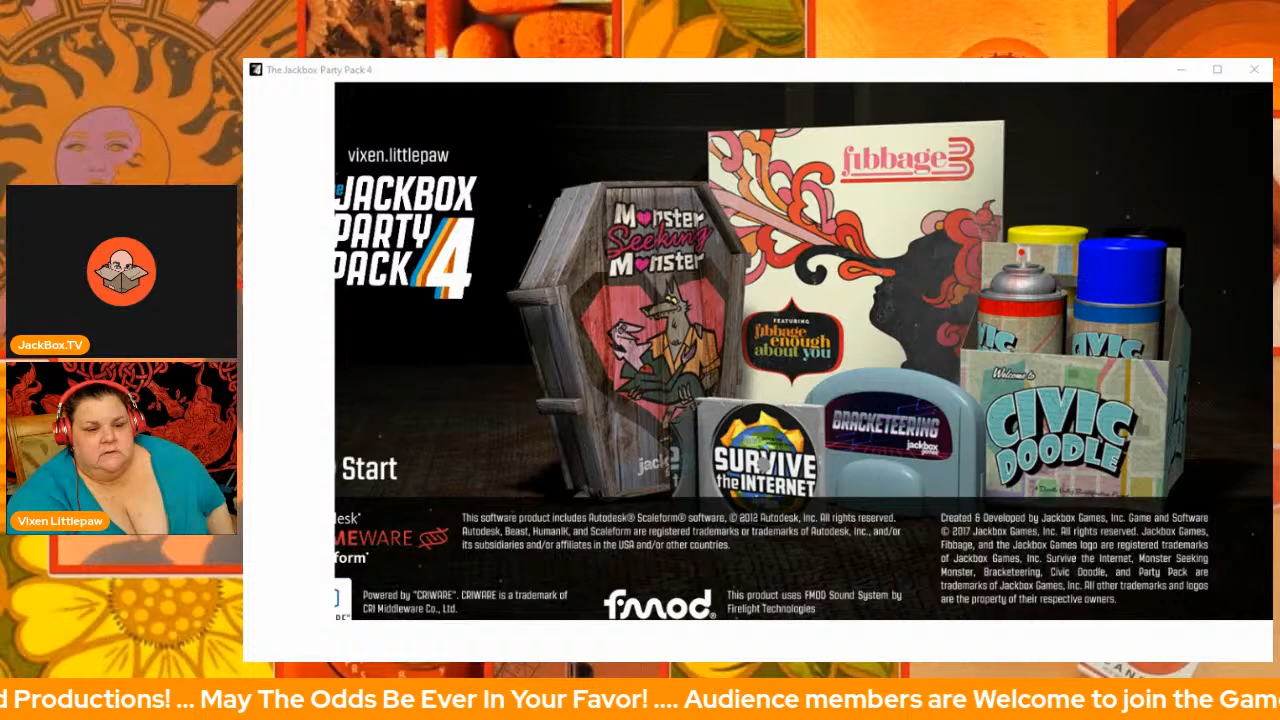 The Jackbox Party Pack 4
vixen.littlepaw
JACKBOX
PARTY
PACK 4
Start
Monster
Seeking
Monster
fibbage 3
FEATURING
fibbage
enough
about you
SURVIVE
the INTERNET
BRACKETEERING
jackbox
games
CIVIC
CIVIC
Welcome to
CIVIC
DOODLE
JackBox.TV
Vixen Littlepaw
desk®
MEWARE
form®
This software product includes Autodesk® Scaleform® software, © 2012 Autodesk, Inc. All rights reserved.
Autodesk, Beast, HumanIK, and Scaleform are registered trademarks or trademarks of Autodesk, Inc., and/or
its subsidiaries and/or affiliates in the USA and/or other countries.
Powered by "CRIWARE". CRIWARE is a trademark of
CRI Middleware Co., Ltd.
fmod®
This product uses FMOD Sound System by
Firelight Technologies
Created & Developed by Jackbox Games, Inc. Game and Software
© 2017 Jackbox Games, Inc. All rights reserved. Jackbox Games,
Fibbage, and the Jackbox Games logo are registered trademarks
of Jackbox Games, Inc. Survive the Internet, Monster Seeking
Monster, Bracketeering, Civic Doodle, and Party Pack are
trademarks of Jackbox Games, Inc. All other trademarks and logos
are the property of their respective owners.
d Productions! ... May The Odds Be Ever In Your Favor! .... Audience members are Welcome to join the Gam